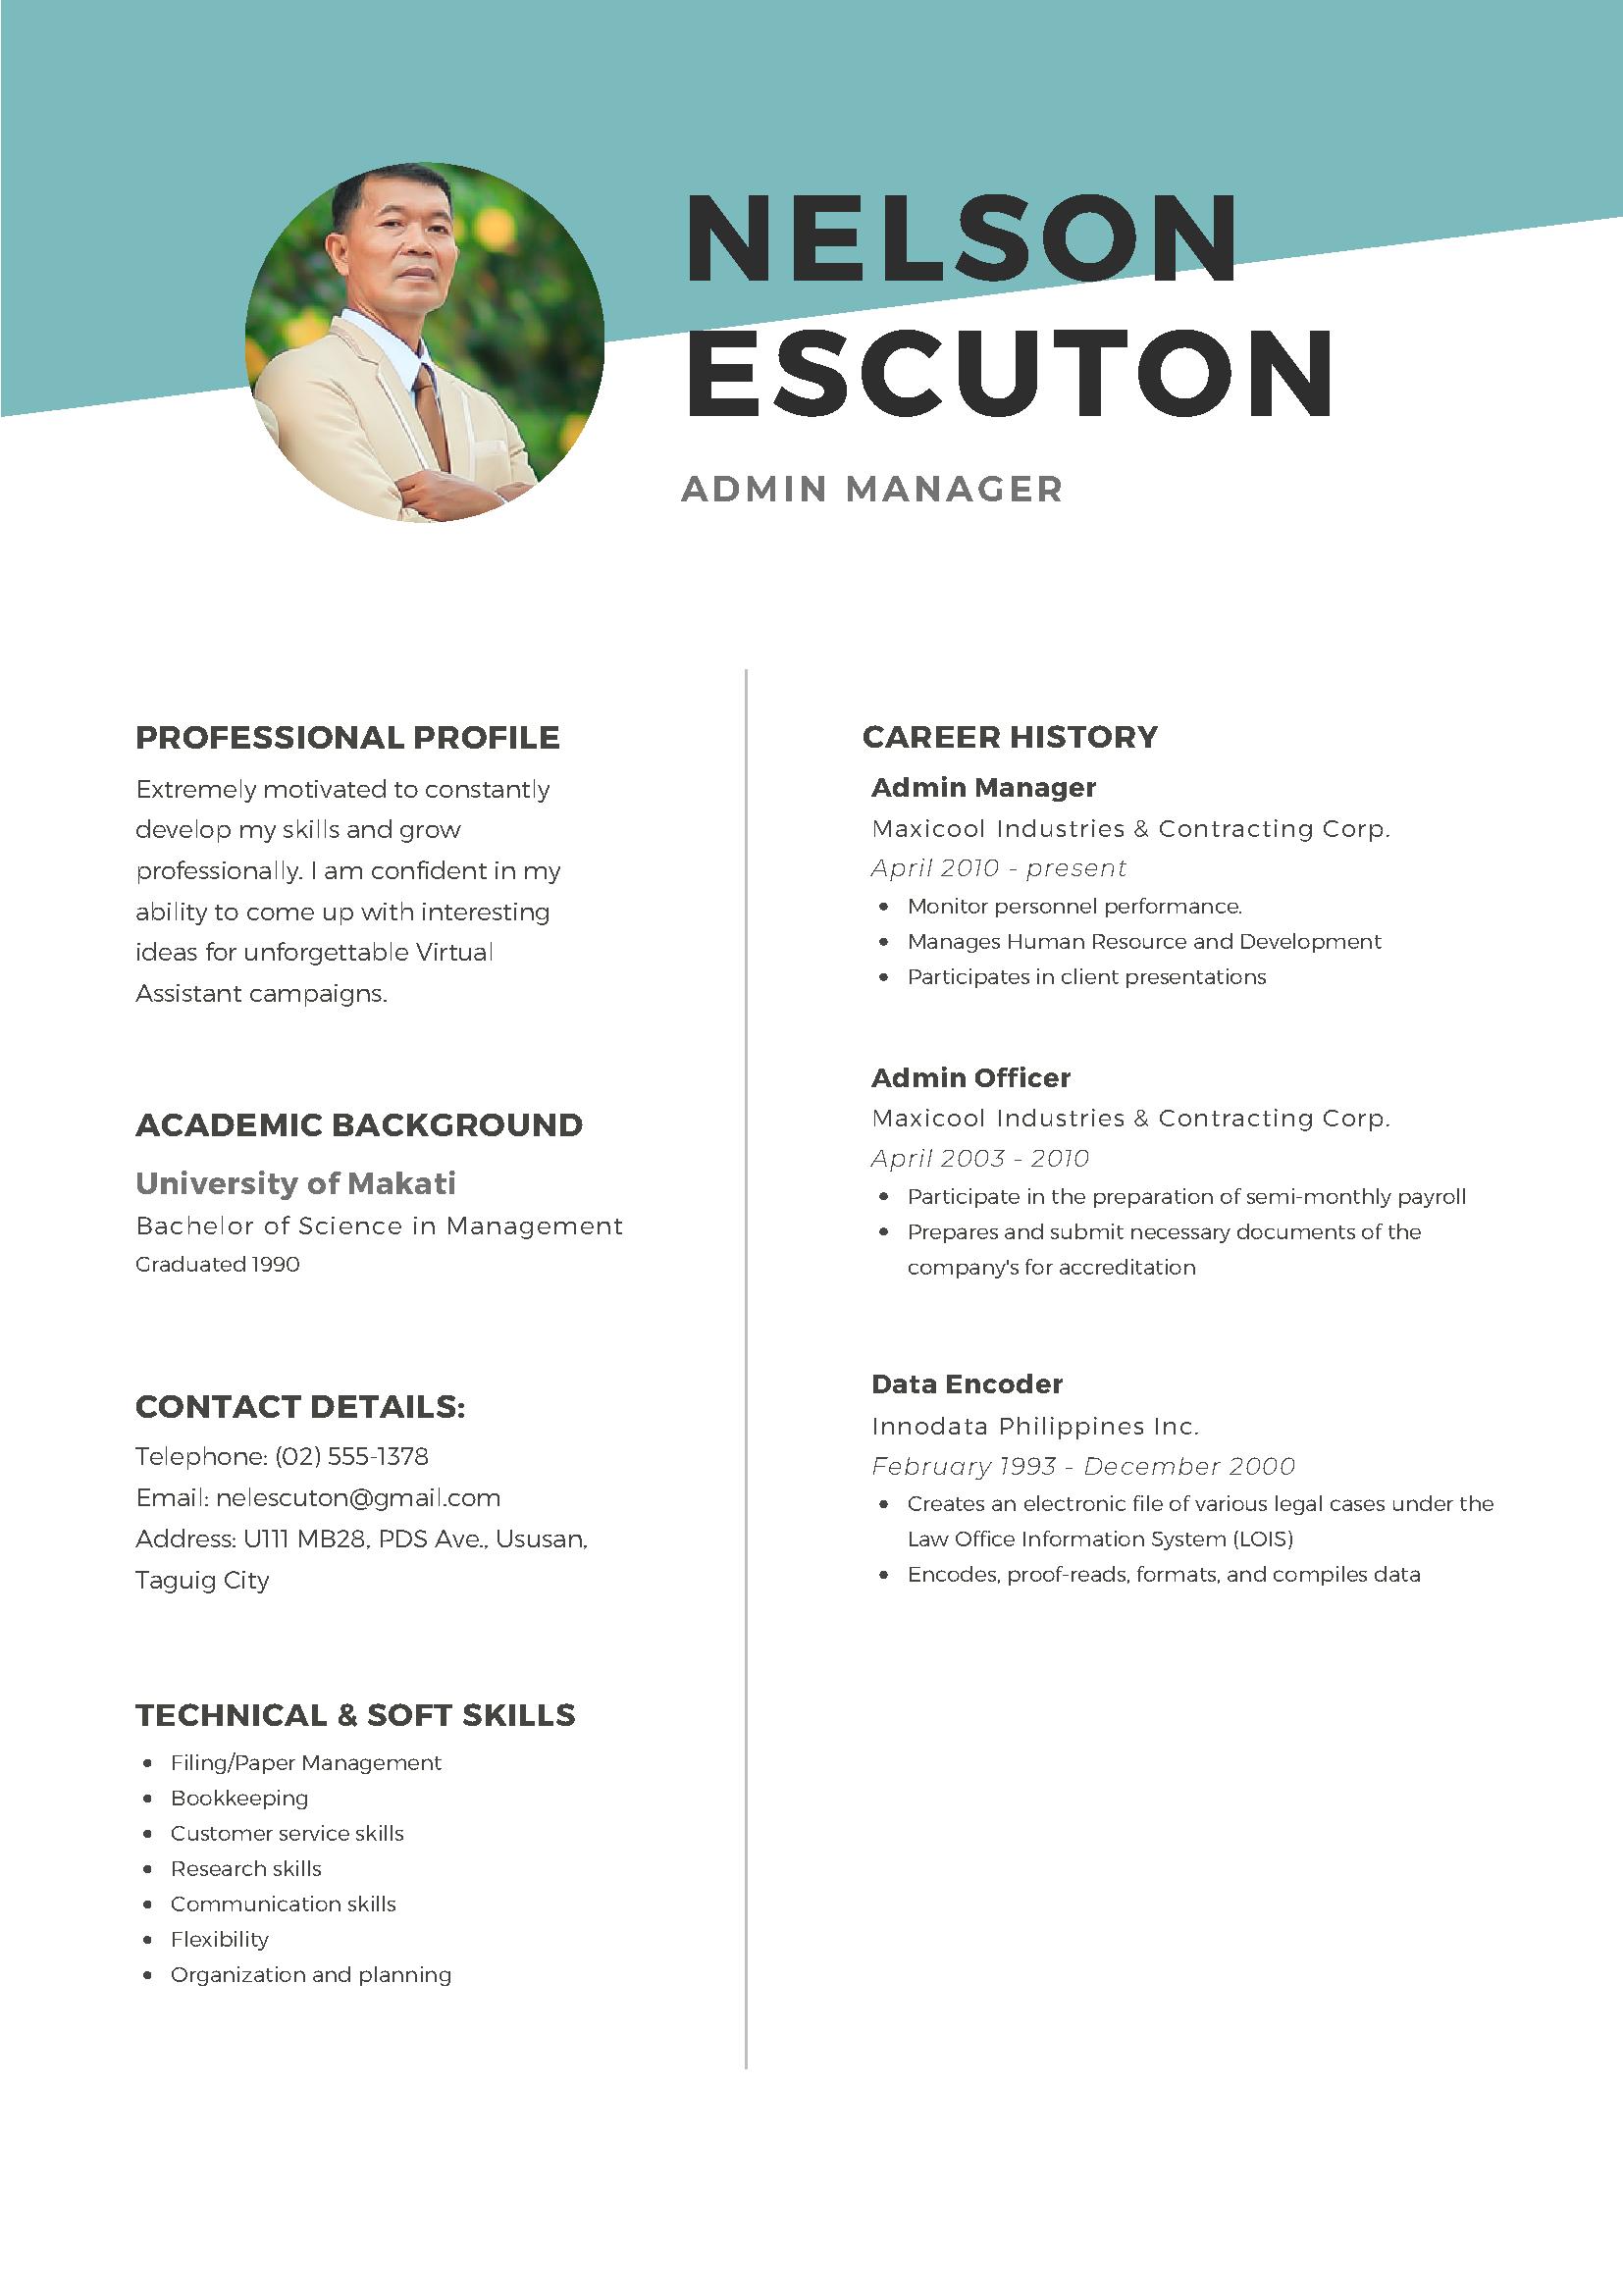 NELSON
ESCUTON
ADMIN MANAGER
PROFESSIONAL PROFILE
Extremely motivated to constantly
develop my skills and grow
professionally. I am confident in my
ability to come up with interesting
ideas for unforgettable Virtual
Assistant campaigns.
ACADEMIC BACKGROUND
University of Makati
Bachelor of Science in Management
Graduated 1990
CONTACT DETAILS:
Telephone: (02) 555-1378
Email: nelescuton@gmail.com
Address: U111 MB28, PDS Ave., Ususan,
Taguig City
TECHNICAL & SOFT SKILLS
• Filing/Paper Management
• Bookkeeping
• Customer service skills
• Research skills
• Communication skills
• Flexibility
• Organization and planning
CAREER HISTORY
Admin Manager
Maxicool Industries & Contracting Corp.
April 2010 - present
• Monitor personnel performance.
• Manages Human Resource and Development
• Participates in client presentations
Admin Officer
Maxicool Industries & Contracting Corp.
April 2003 - 2010
• Participate in the preparation of semi-monthly payroll
• Prepares and submit necessary documents of the
company's for accreditation
Data Encoder
Innodata Philippines Inc.
February 1993 - December 2000
• Creates an electronic file of various legal cases under the
Law Office Information System (LOIS)
• Encodes, proof-reads, formats, and compiles data